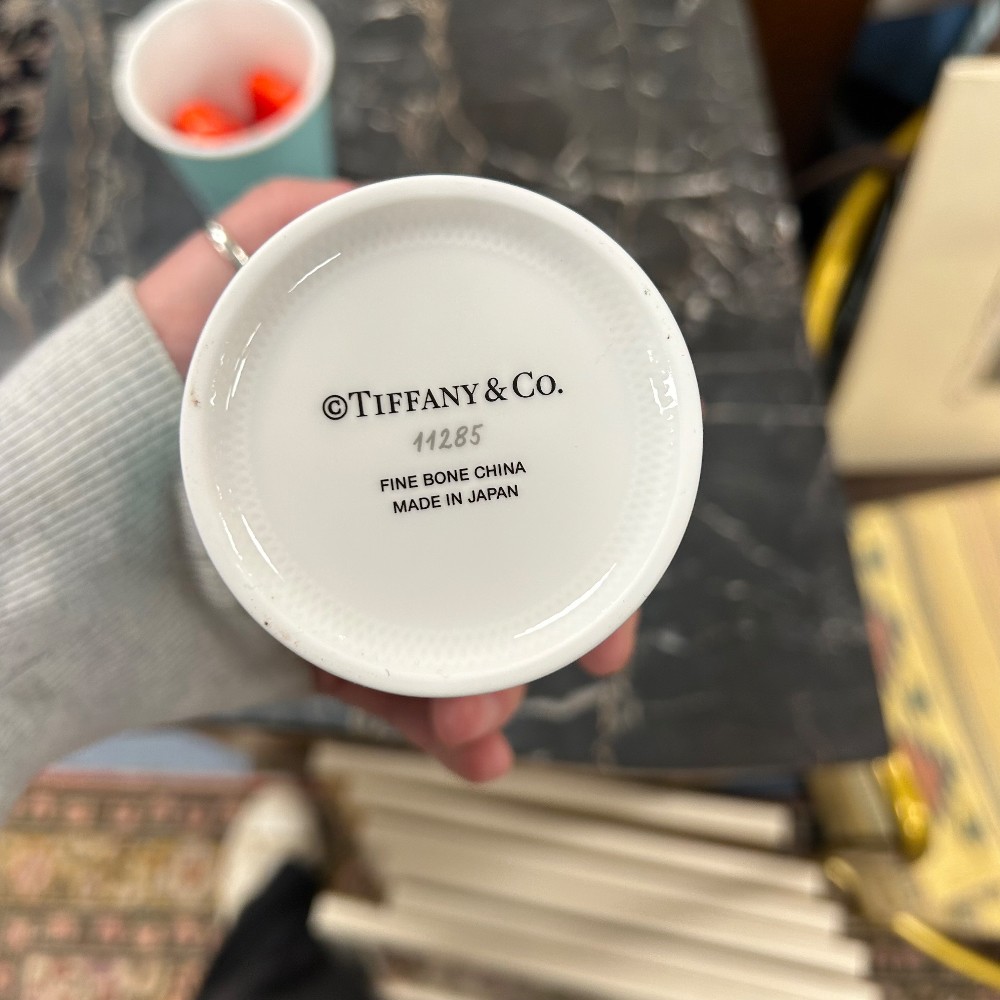 ©TIFFANY & CO.
11285
FINE BONE CHINA
MADE IN JAPAN